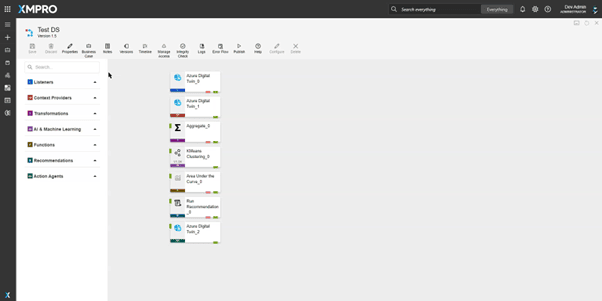 XMPRO
Search everything
Everything
Dev Admin
ADMINISTRATOR
Test DS
Version 1.5
Save
Discard
Properties
Business
Case
Notes
Versions
Timeline
Manage
Access
Integrity
Check
Logs
Error Flow
Publish
Help
Configure
Delete
Search...
Listeners
Context Providers
Transformations
AI & Machine Learning
Functions
Recommendations
Action Agents
Azure Digital
Twin_0
Azure Digital
Twin_1
Aggregate_0
KMeans
Clustering_0
Area Under the
Curve_0
Run
Recommendation
_0
Azure Digital
Twin_2